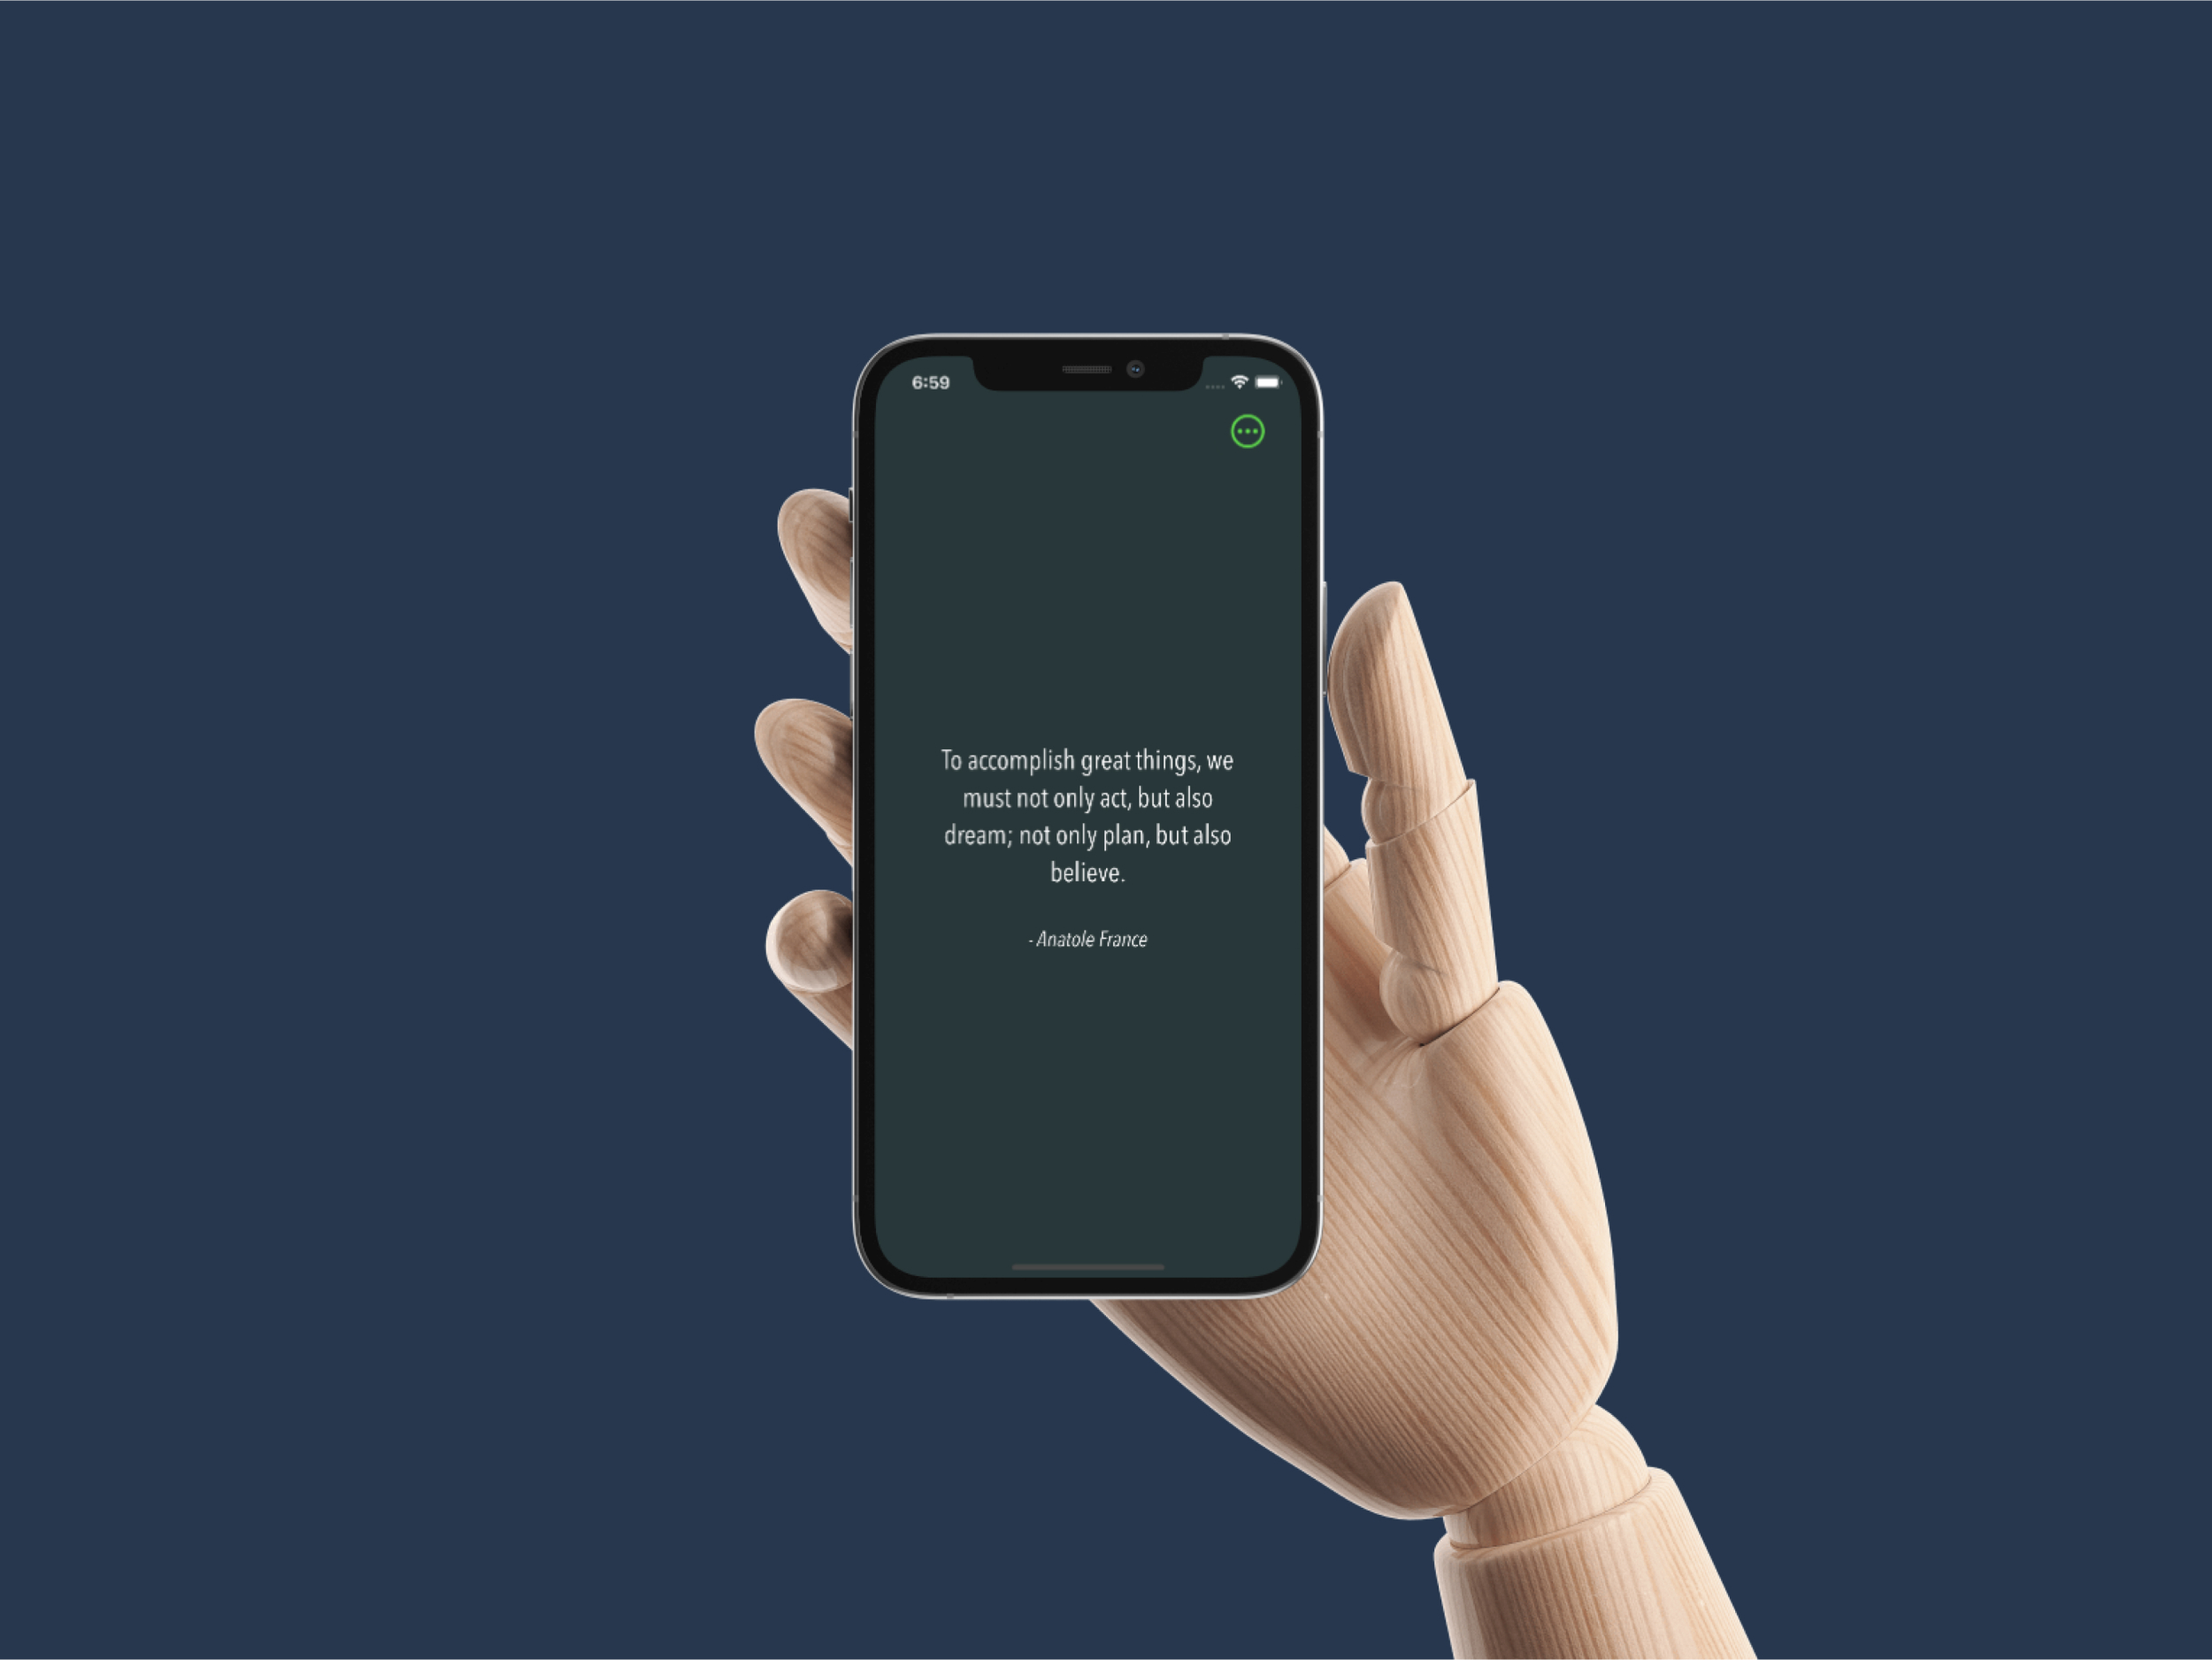 6:59
To accomplish great things, we
must not only act, but also
dream; not only plan, but also
believe.
- Anatole France